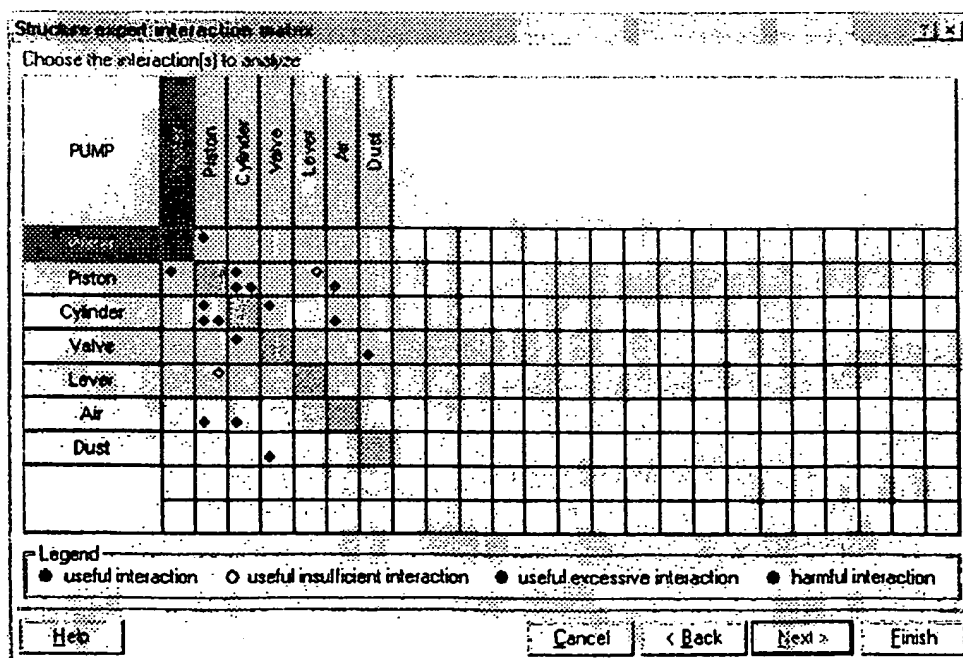 Structure expert interaction matrix
? ×
Choose the interaction(s) to analyze
PUMP
Piston
Cylinder
Valve
Lever
Air
Dust
Piston
Cylinder
Valve
Lever
Air
Dust
Legend
useful interaction useful insufficient interaction useful excessive interaction harmful interaction
Help Cancel < Back Next > Finish